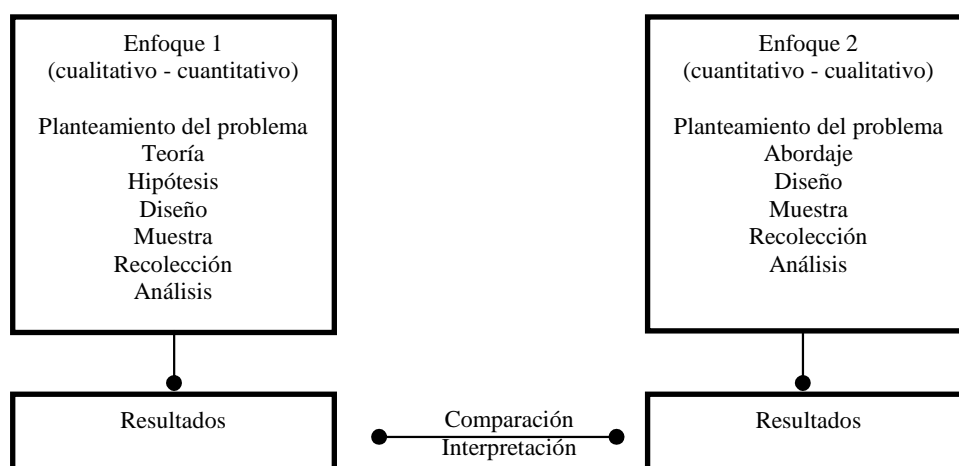 Enfoque 1
(cualitativo - cuantitativo)
Planteamiento del problema
Teoría
Hipótesis
Diseño
Muestra
Recolección
Análisis
Enfoque 2
(cuantitativo - cualitativo)
Planteamiento del problema
Abordaje
Diseño
Muestra
Recolección
Análisis
Resultados
Comparación
Interpretación
Resultados